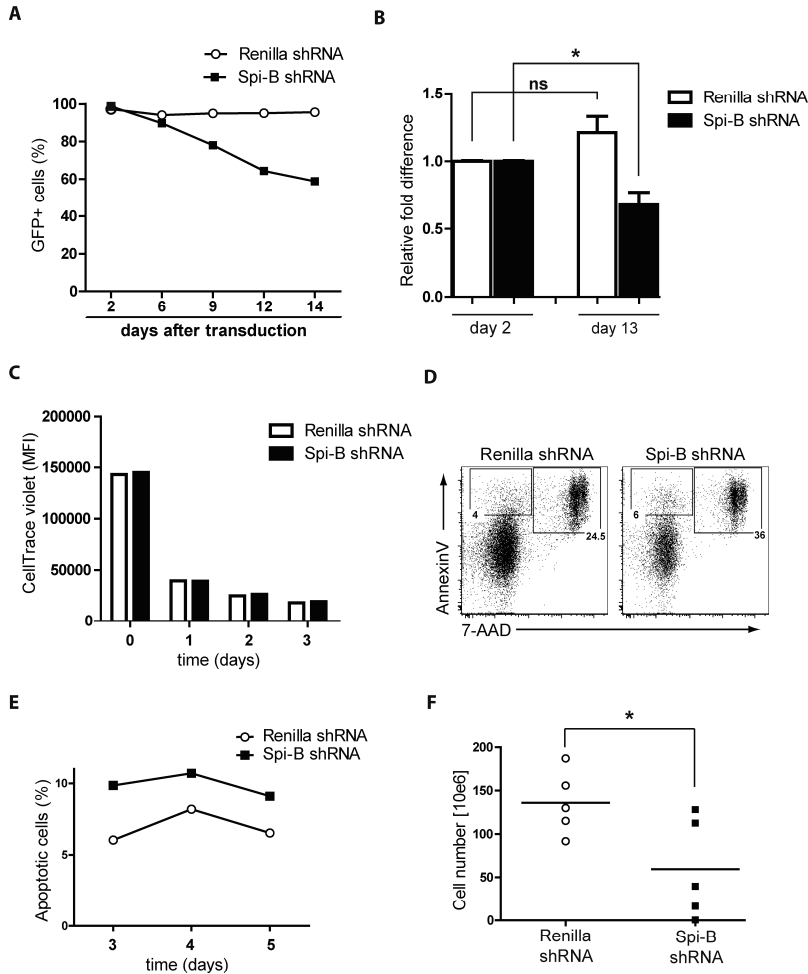 A
Renilla shRNA
Spi-B shRNA
GFP+ cells (%)
100
80
60
40
20
0
2 6 9 12 14
days after transduction
B
*
ns
Renilla shRNA
Spi-B shRNA
Relative fold difference
1.5
1.0
0.5
0.0
day 2 day 13
C
Renilla shRNA
Spi-B shRNA
CellTrace violet (MFI)
200000
150000
100000
50000
0
0 1 2 3
time (days)
D
Renilla shRNA Spi-B shRNA
4 24.5 6 36
AnnexinV
7-AAD
E
Renilla shRNA
Spi-B shRNA
Apoptotic cells (%)
10
5
0
3 4 5
time (days)
F
*
Cell number [10e6]
200
150
100
50
0
Renilla
shRNA
Spi-B
shRNA